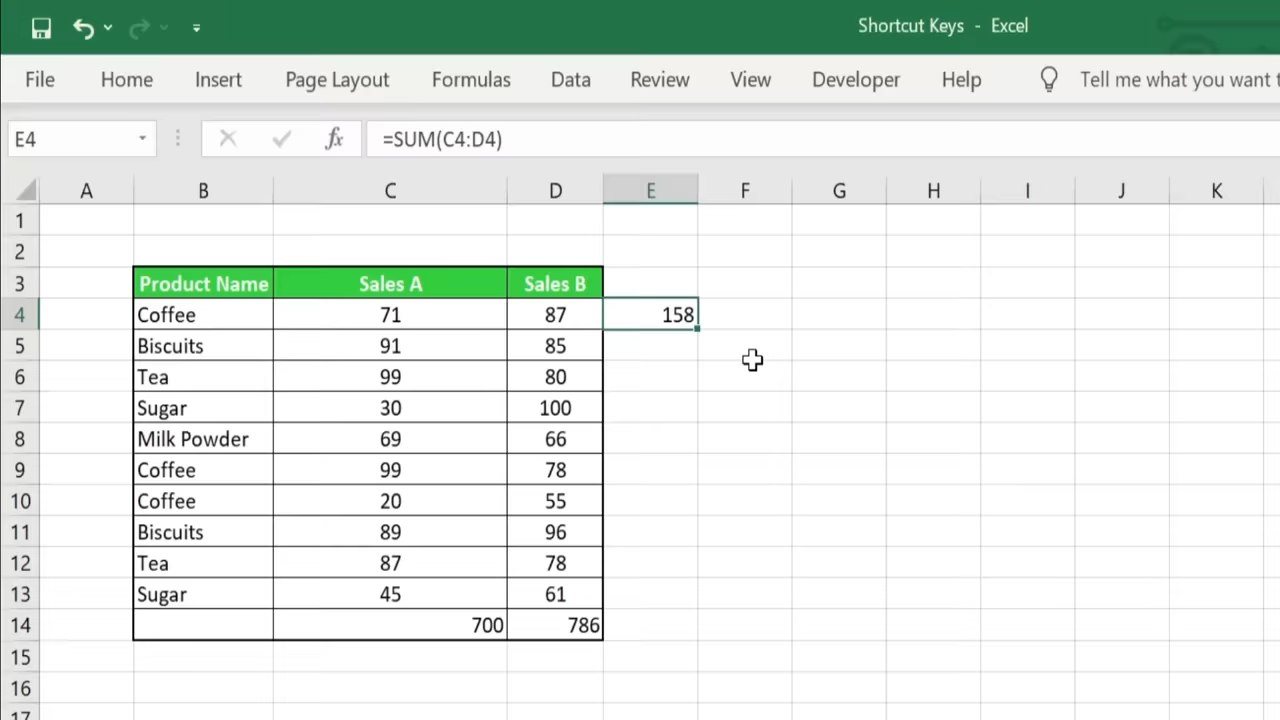 Shortcut Keys - Excel
File Home Insert Page Layout Formulas Data Review View Developer Help Tell me what you want
E4 fx =SUM(C4:D4)
A B C D E F G H I J K
1
2
3 Product Name Sales A Sales B
4 Coffee 71 87 158
5 Biscuits 91 85
6 Tea 99 80
7 Sugar 30 100
8 Milk Powder 69 66
9 Coffee 99 78
10 Coffee 20 55
11 Biscuits 89 96
12 Tea 87 78
13 Sugar 45 61
14 700 786
15
16
17